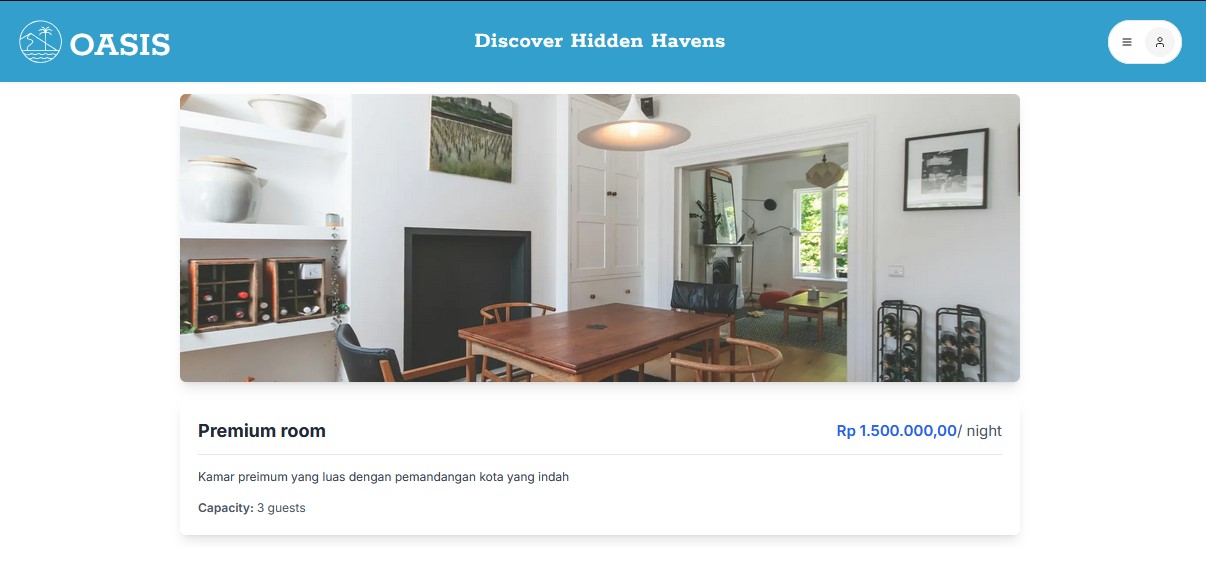 OASIS
Discover Hidden Havens
Premium room
Rp 1.500.000,00/ night
Kamar preimum yang luas dengan pemandangan kota yang indah
Capacity: 3 guests